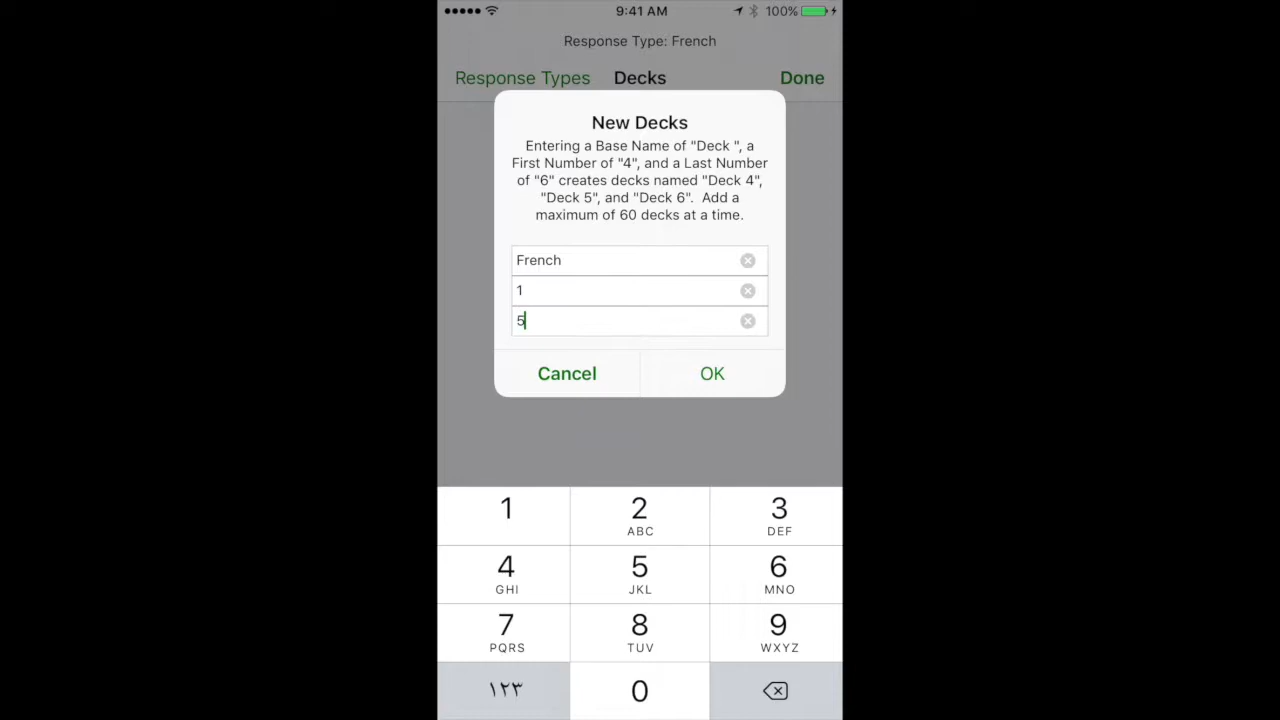 9:41 AM 100%
Response Type: French
Response Types Decks Done
New Decks
Entering a Base Name of "Deck ", a
First Number of "4", and a Last Number
of "6" creates decks named "Deck 4",
"Deck 5", and "Deck 6". Add a
maximum of 60 decks at a time.
French
1
5
Cancel OK
1 2 3
ABC DEF
4 5 6
GHI JKL MNO
7 8 9
PQRS TUV WXYZ
١٢٣ 0